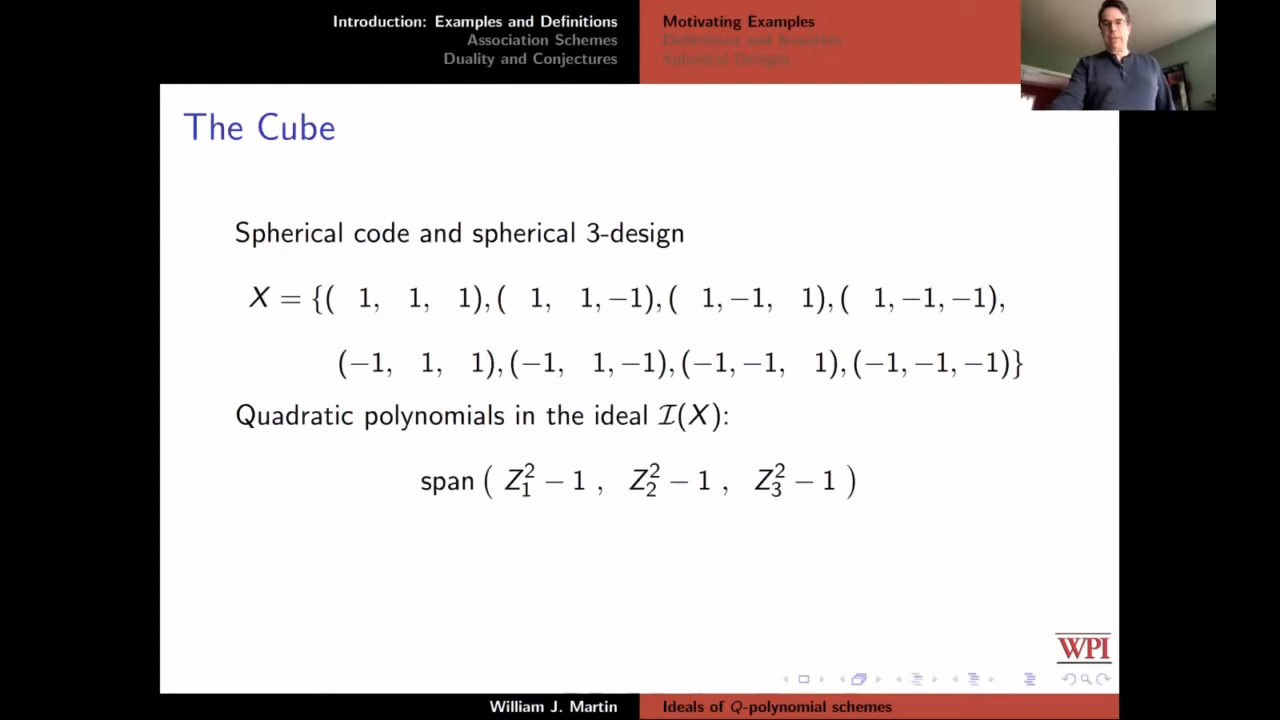 Introduction: Examples and Definitions
Association Schemes
Duality and Conjectures
Motivating Examples
Definitions and Notation
Spherical Designs
The Cube
Spherical code and spherical 3-design
X = {( 1, 1, 1), ( 1, 1, −1), ( 1, −1, 1), ( 1, −1, −1),
(−1, 1, 1), (−1, 1, −1), (−1, −1, 1), (−1, −1, −1)}
Quadratic polynomials in the ideal ℐ(X):
span ( Z₁² − 1 , Z₂² − 1 , Z₃² − 1 )
WPI
William J. Martin
Ideals of Q-polynomial schemes